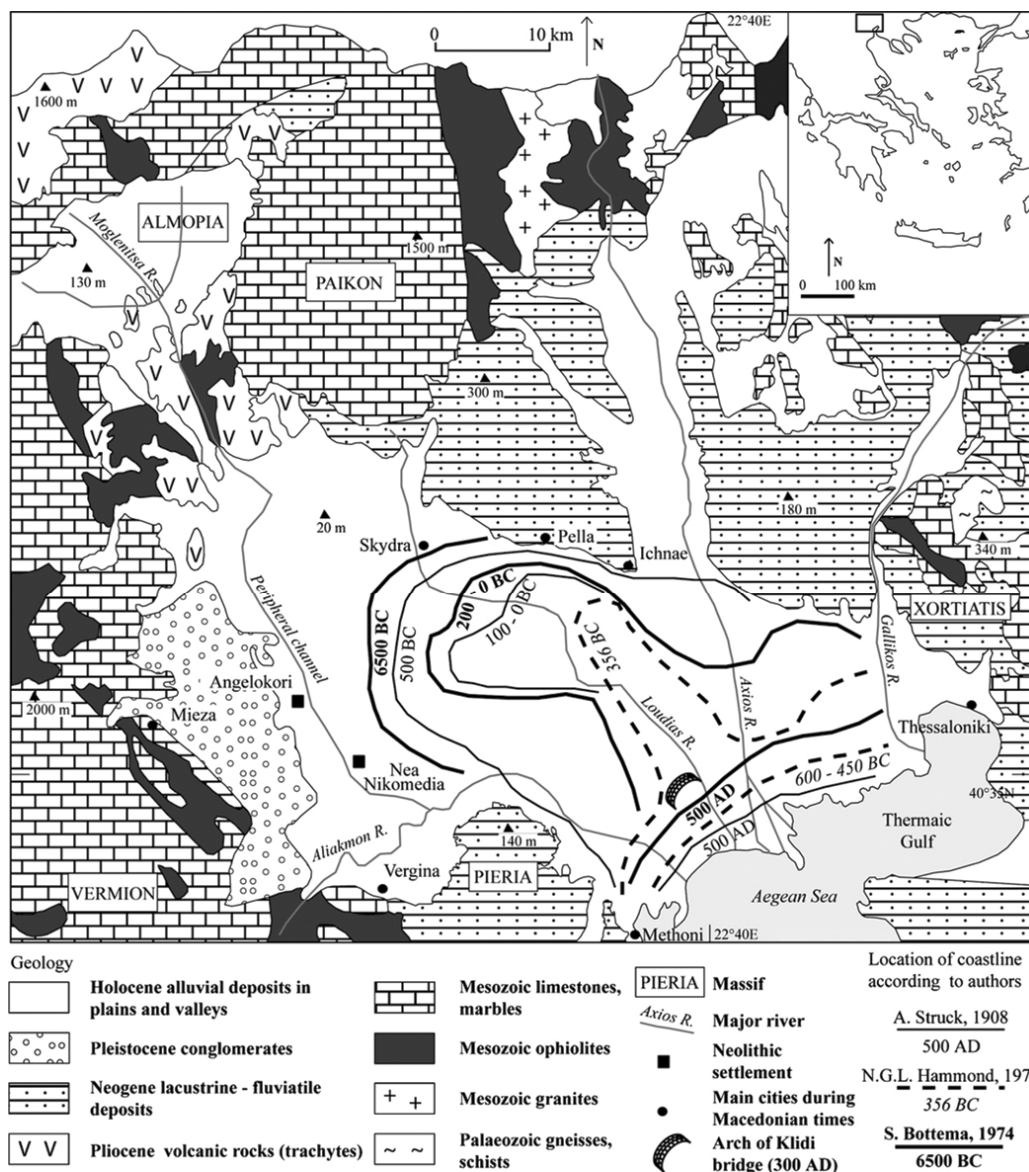 22°40E
0 10 km
N
1600 m
ALMOPIA
Moglenitsa R.
130 m
1500 m
PAIKON
N
0 100 km
300 m
20 m
180 m
340 m
Skydra
Pella
Ichnae
XORTIATIS
Peripheral channel
6500 BC
500 BC
200 - 0 BC
100 - 0 BC
356 BC
Loudias R.
Axios R.
Gallikos R.
Angelokori
2000 m
Mieza
Thessaloniki
Nea
Nikomedia
600 - 450 BC
500 AD
500 AD
40°35N
Thermaic
Gulf
Aliakmon R.
140 m
Vergina
VERMION
PIERIA
Aegean Sea
Methoni
22°40E
Geology
Holocene alluvial deposits in
plains and valleys
Pleistocene conglomerates
Neogene lacustrine - fluviatile
deposits
V V Pliocene volcanic rocks (trachytes)
Mesozoic limestones,
marbles
Mesozoic ophiolites
Mesozoic granites
Palaeozoic gneisses,
schists
PIERIA Massif
Axios R. Major river
Neolithic
settlement
Main cities during
Macedonian times
Arch of Klidi
bridge (300 AD)
Location of coastline
according to authors
A. Struck, 1908
500 AD
N.G.L. Hammond, 197
356 BC
S. Bottema, 1974
6500 BC